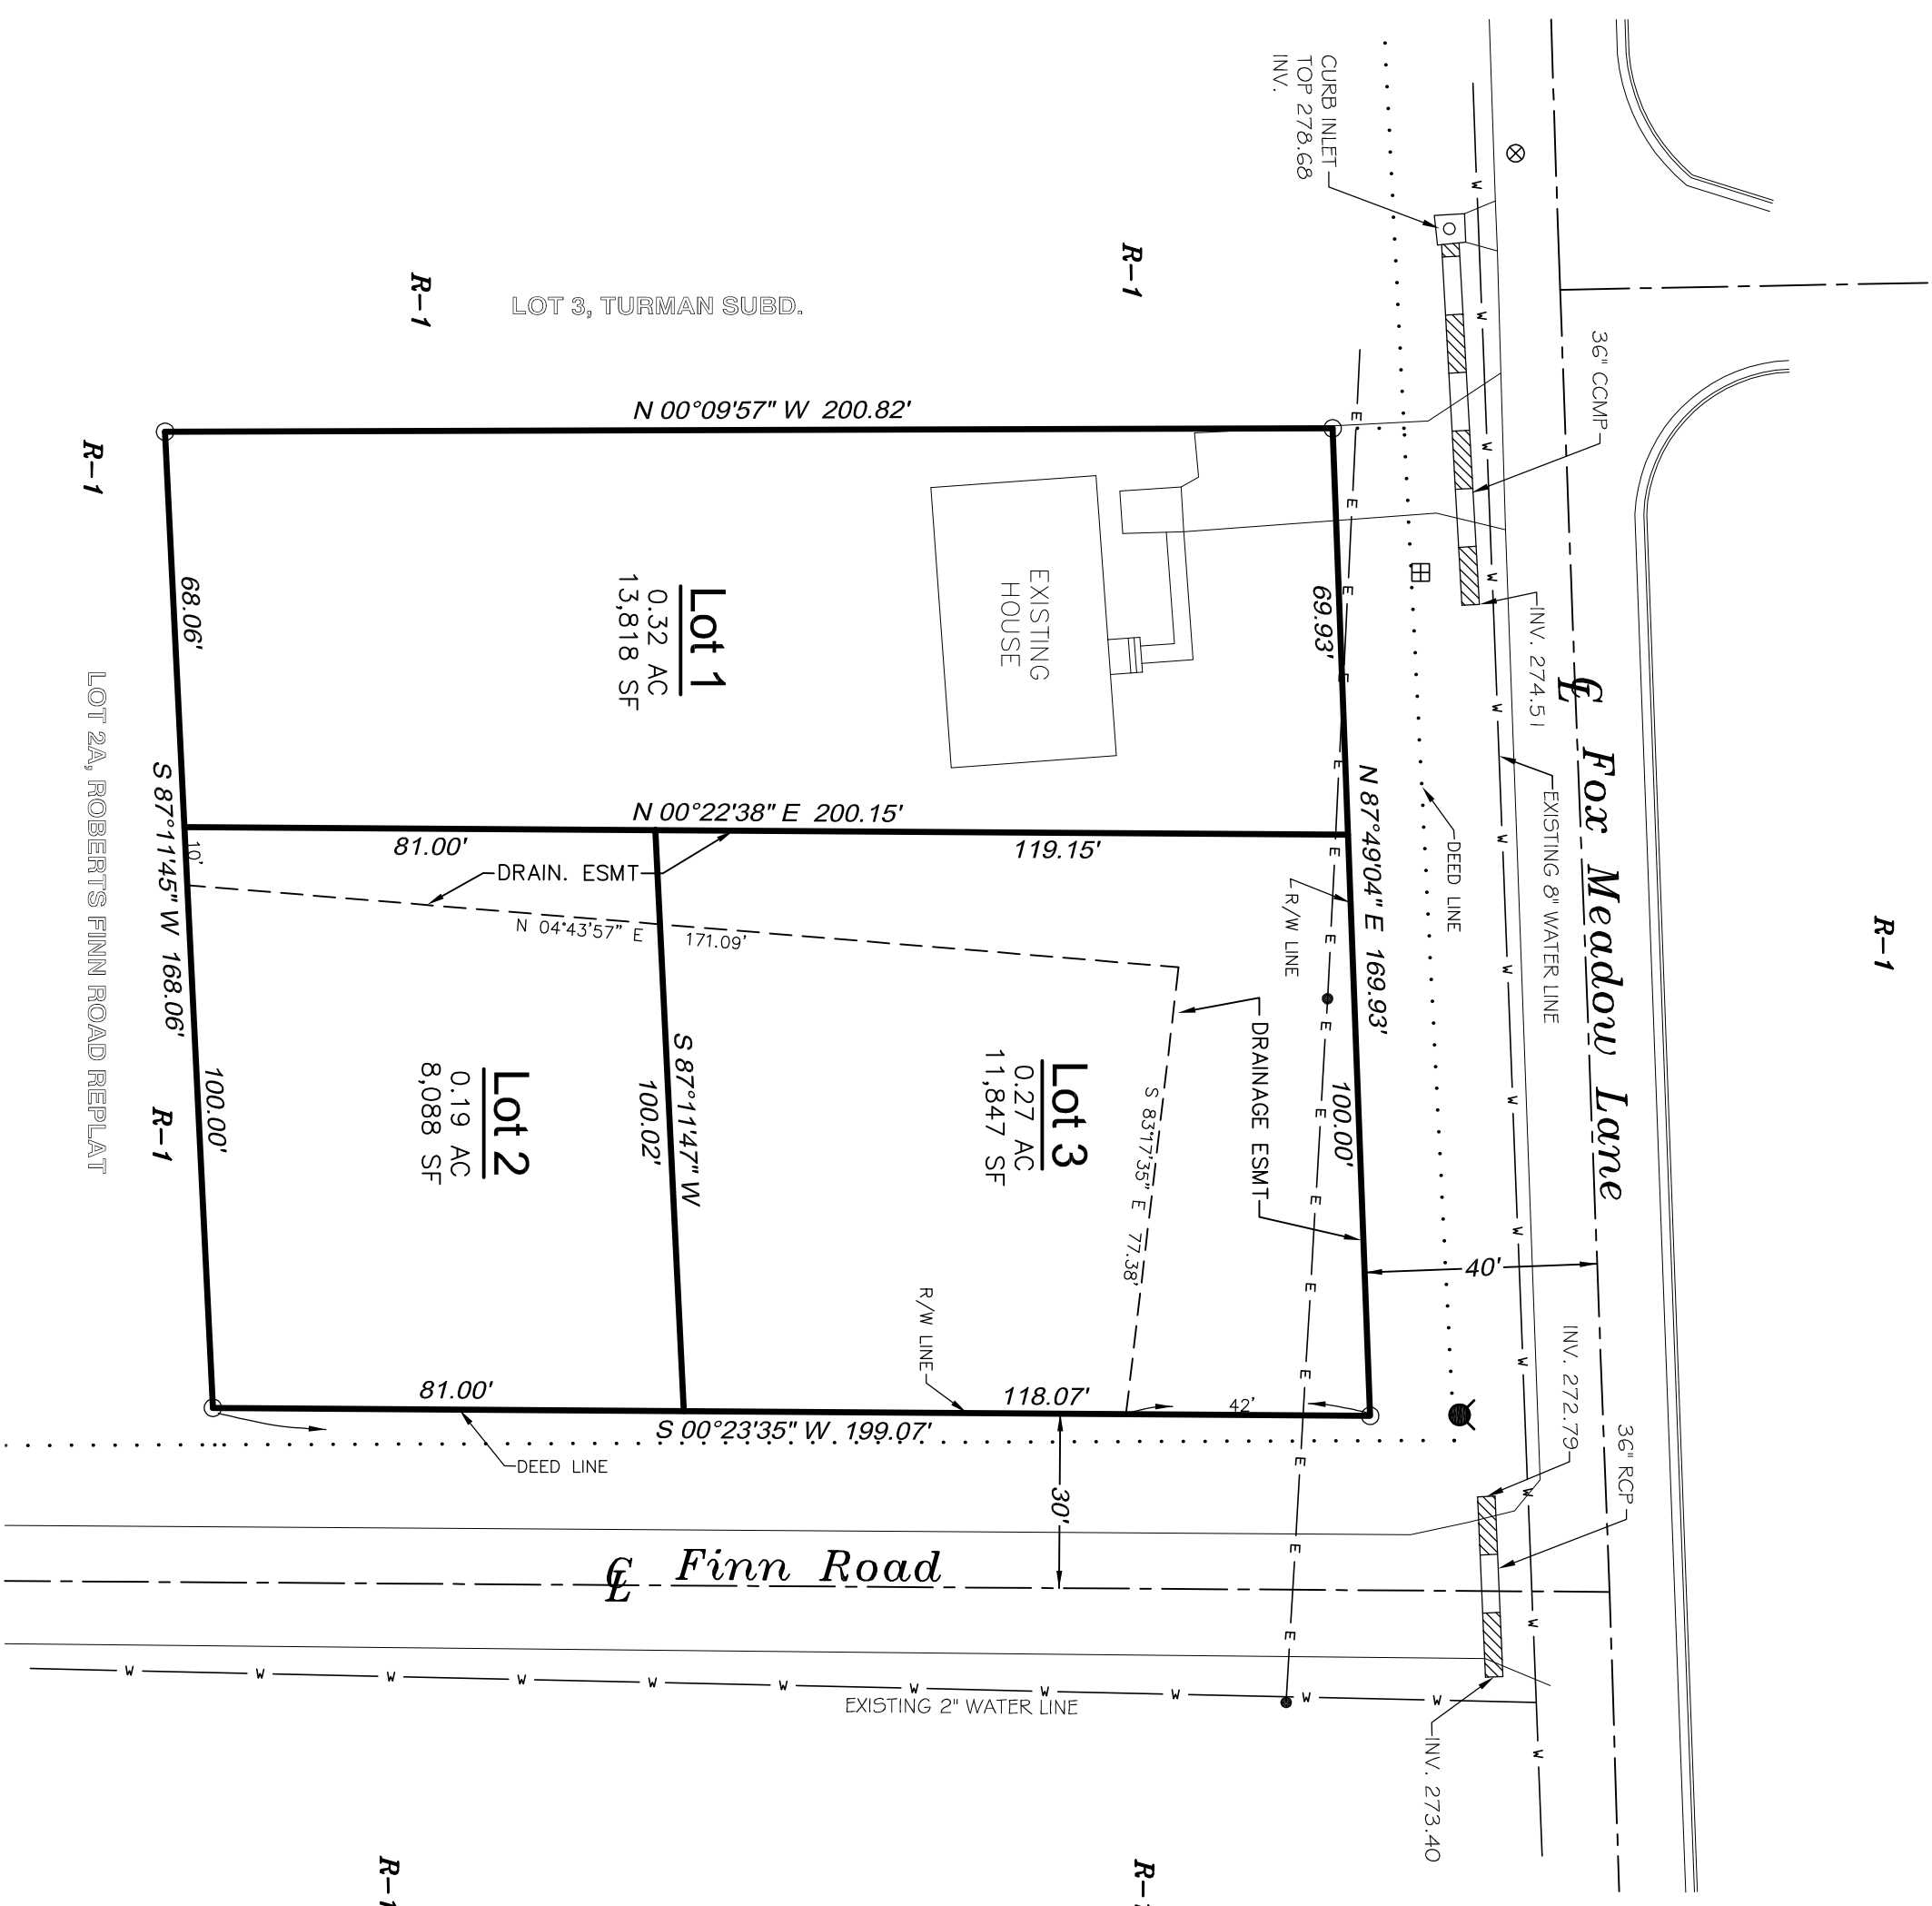 CURB INLET
TOP 278.68
INV.
36" CCMP
INV. 274.51
℄ Fox Meadow Lane
EXISTING 8" WATER LINE
DEED LINE
R-1
R-1
R-1
R-1
LOT 3, TURMAN SUBD.
N 00°09'57" W 200.82'
69.93'
N 87°49'04" E 169.93'
100.00'
R/W LINE
EXISTING
HOUSE
Lot 1
0.32 AC
13,818 SF
68.06'
S 87°11'45" W 168.06'
100.00'
10'
LOT 2A, ROBERTS FINN ROAD REPLAT
R-1
N 00°22'38" E 200.15'
81.00'
119.15'
DRAIN. ESMT
N 04°43'57" E 171.09'
DRAINAGE ESMT
S 83°17'35" E 77.38'
Lot 3
0.27 AC
11,847 SF
S 87°11'47" W
100.02'
Lot 2
0.19 AC
8,088 SF
40'
R/W LINE
81.00'
118.07'
42'
S 00°23'35" W 199.07'
DEED LINE
30'
INV. 272.79
36" RCP
INV. 273.40
℄ Finn Road
EXISTING 2" WATER LINE
W W W W W W W W W W W W W W
E E E E E E E E E E E E E E
W W W W W W W W W W W
R-1
R-